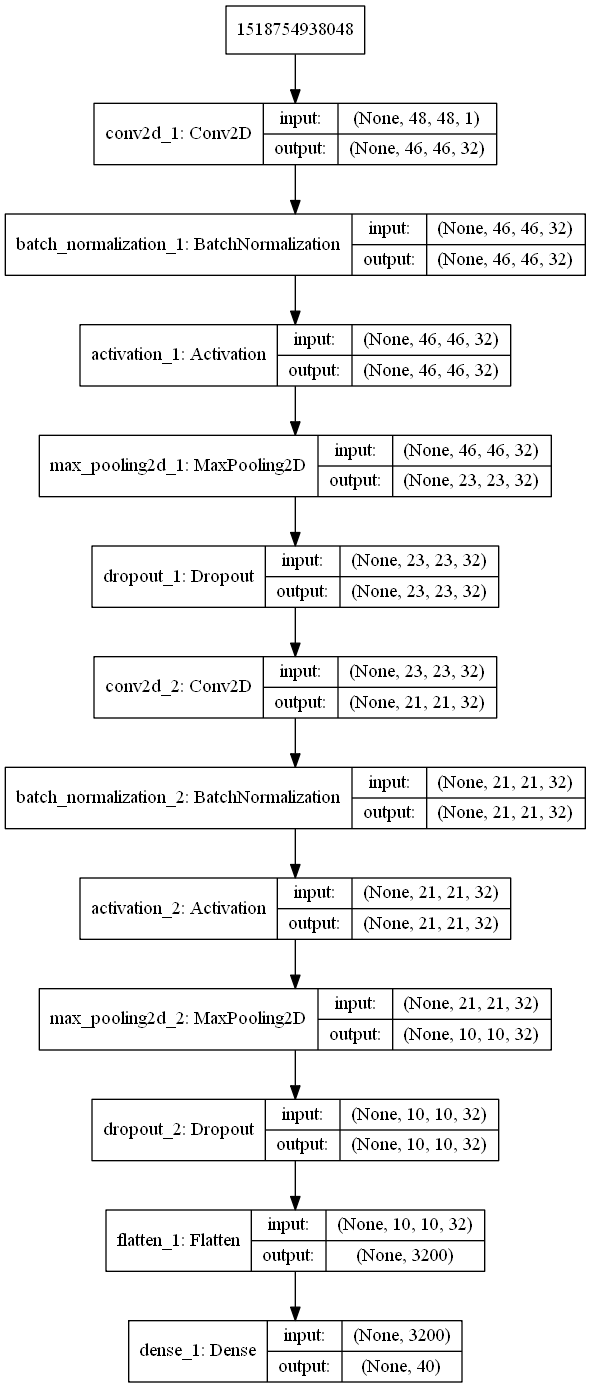 1518754938048
conv2d_1: Conv2D
input: (None, 48, 48, 1)
output: (None, 46, 46, 32)
batch_normalization_1: BatchNormalization
input: (None, 46, 46, 32)
output: (None, 46, 46, 32)
activation_1: Activation
input: (None, 46, 46, 32)
output: (None, 46, 46, 32)
max_pooling2d_1: MaxPooling2D
input: (None, 46, 46, 32)
output: (None, 23, 23, 32)
dropout_1: Dropout
input: (None, 23, 23, 32)
output: (None, 23, 23, 32)
conv2d_2: Conv2D
input: (None, 23, 23, 32)
output: (None, 21, 21, 32)
batch_normalization_2: BatchNormalization
input: (None, 21, 21, 32)
output: (None, 21, 21, 32)
activation_2: Activation
input: (None, 21, 21, 32)
output: (None, 21, 21, 32)
max_pooling2d_2: MaxPooling2D
input: (None, 21, 21, 32)
output: (None, 10, 10, 32)
dropout_2: Dropout
input: (None, 10, 10, 32)
output: (None, 10, 10, 32)
flatten_1: Flatten
input: (None, 10, 10, 32)
output: (None, 3200)
dense_1: Dense
input: (None, 3200)
output: (None, 40)